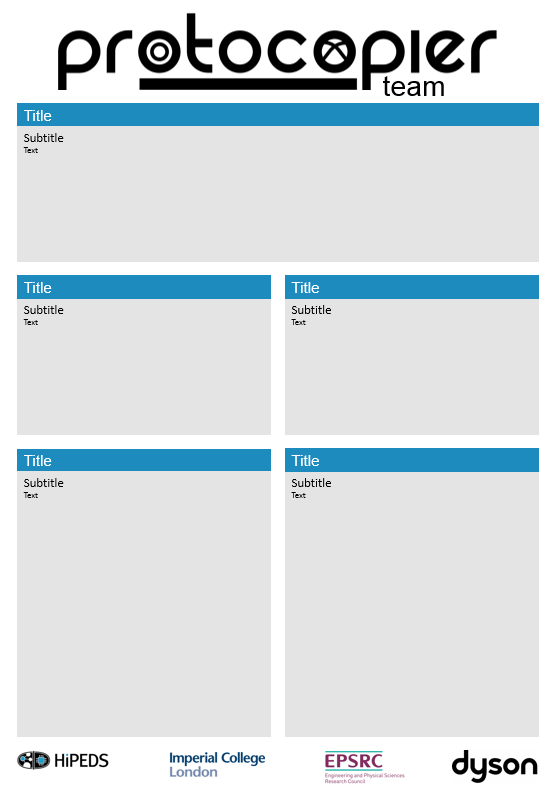 protocopier
team
Title
Subtitle
Text
Title
Subtitle
Text
Title
Subtitle
Text
Title
Subtitle
Text
Title
Subtitle
Text
HiPEDS
Imperial College
London
EPSRC
Engineering and Physical Sciences
Research Council
dyson